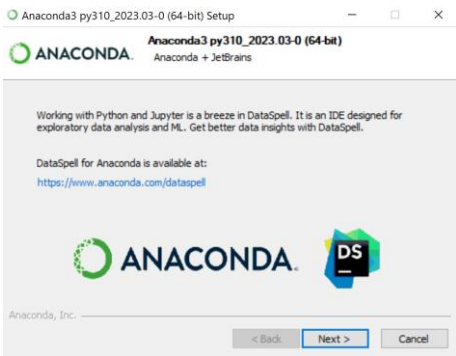 Anaconda3 py310_2023.03-0 (64-bit) Setup
Anaconda3 py310_2023.03-0 (64-bit)
ANACONDA.
Anaconda + JetBrains
Working with Python and Jupyter is a breeze in DataSpell. It is an IDE designed for
exploratory data analysis and ML. Get better data insights with DataSpell.
DataSpell for Anaconda is available at:
https://www.anaconda.com/dataspell
ANACONDA.
DS
Anaconda, Inc.
< Back
Next >
Cancel